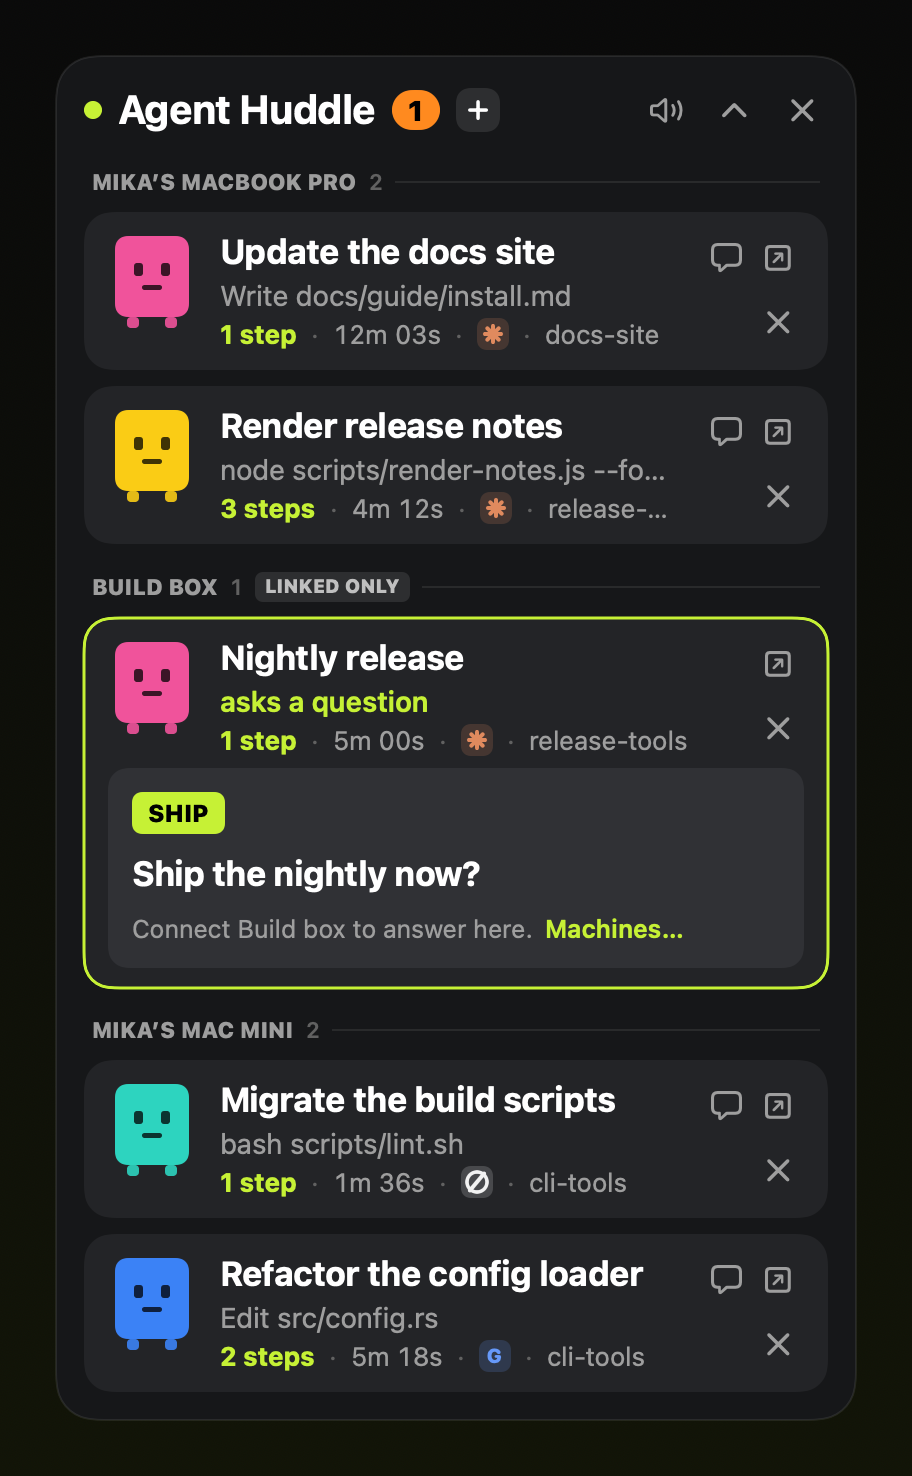 Agent Huddle 1 +
MIKA’S MACBOOK PRO 2
Update the docs site
Write docs/guide/install.md
1 step · 12m 03s · docs-site
Render release notes
node scripts/render-notes.js --fo...
3 steps · 4m 12s · release-...
BUILD BOX 1 LINKED ONLY
Nightly release
asks a question
1 step · 5m 00s · release-tools
SHIP
Ship the nightly now?
Connect Build box to answer here. Machines...
MIKA’S MAC MINI 2
Migrate the build scripts
bash scripts/lint.sh
1 step · 1m 36s · cli-tools
Refactor the config loader
Edit src/config.rs
2 steps · 5m 18s · G · cli-tools